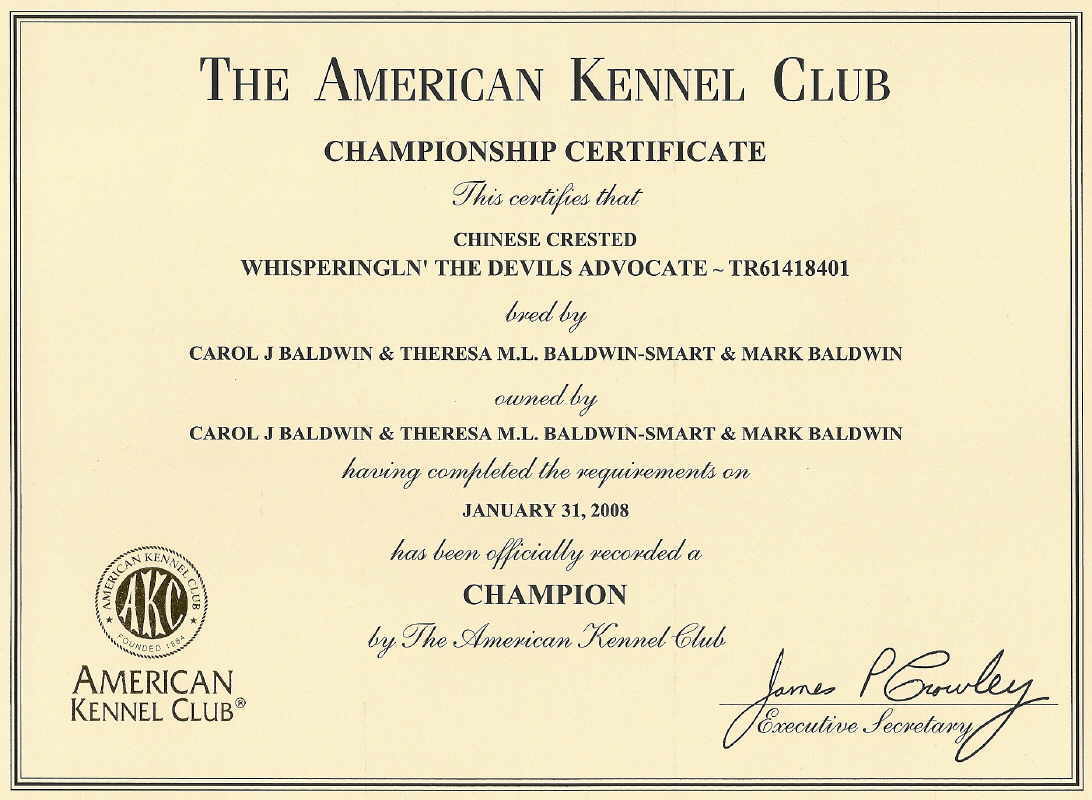 THE AMERICAN KENNEL CLUB
CHAMPIONSHIP CERTIFICATE
This certifies that
CHINESE CRESTED
WHISPERINGLN' THE DEVILS ADVOCATE ~ TR61418401
bred by
CAROL J BALDWIN & THERESA M.L. BALDWIN-SMART & MARK BALDWIN
owned by
CAROL J BALDWIN & THERESA M.L. BALDWIN-SMART & MARK BALDWIN
having completed the requirements on
JANUARY 31, 2008
has been officially recorded a
CHAMPION
by The American Kennel Club
AMERICAN KENNEL CLUB
AKC
FOUNDED 1884
AMERICAN
KENNEL CLUB®
James P Crowley
Executive Secretary